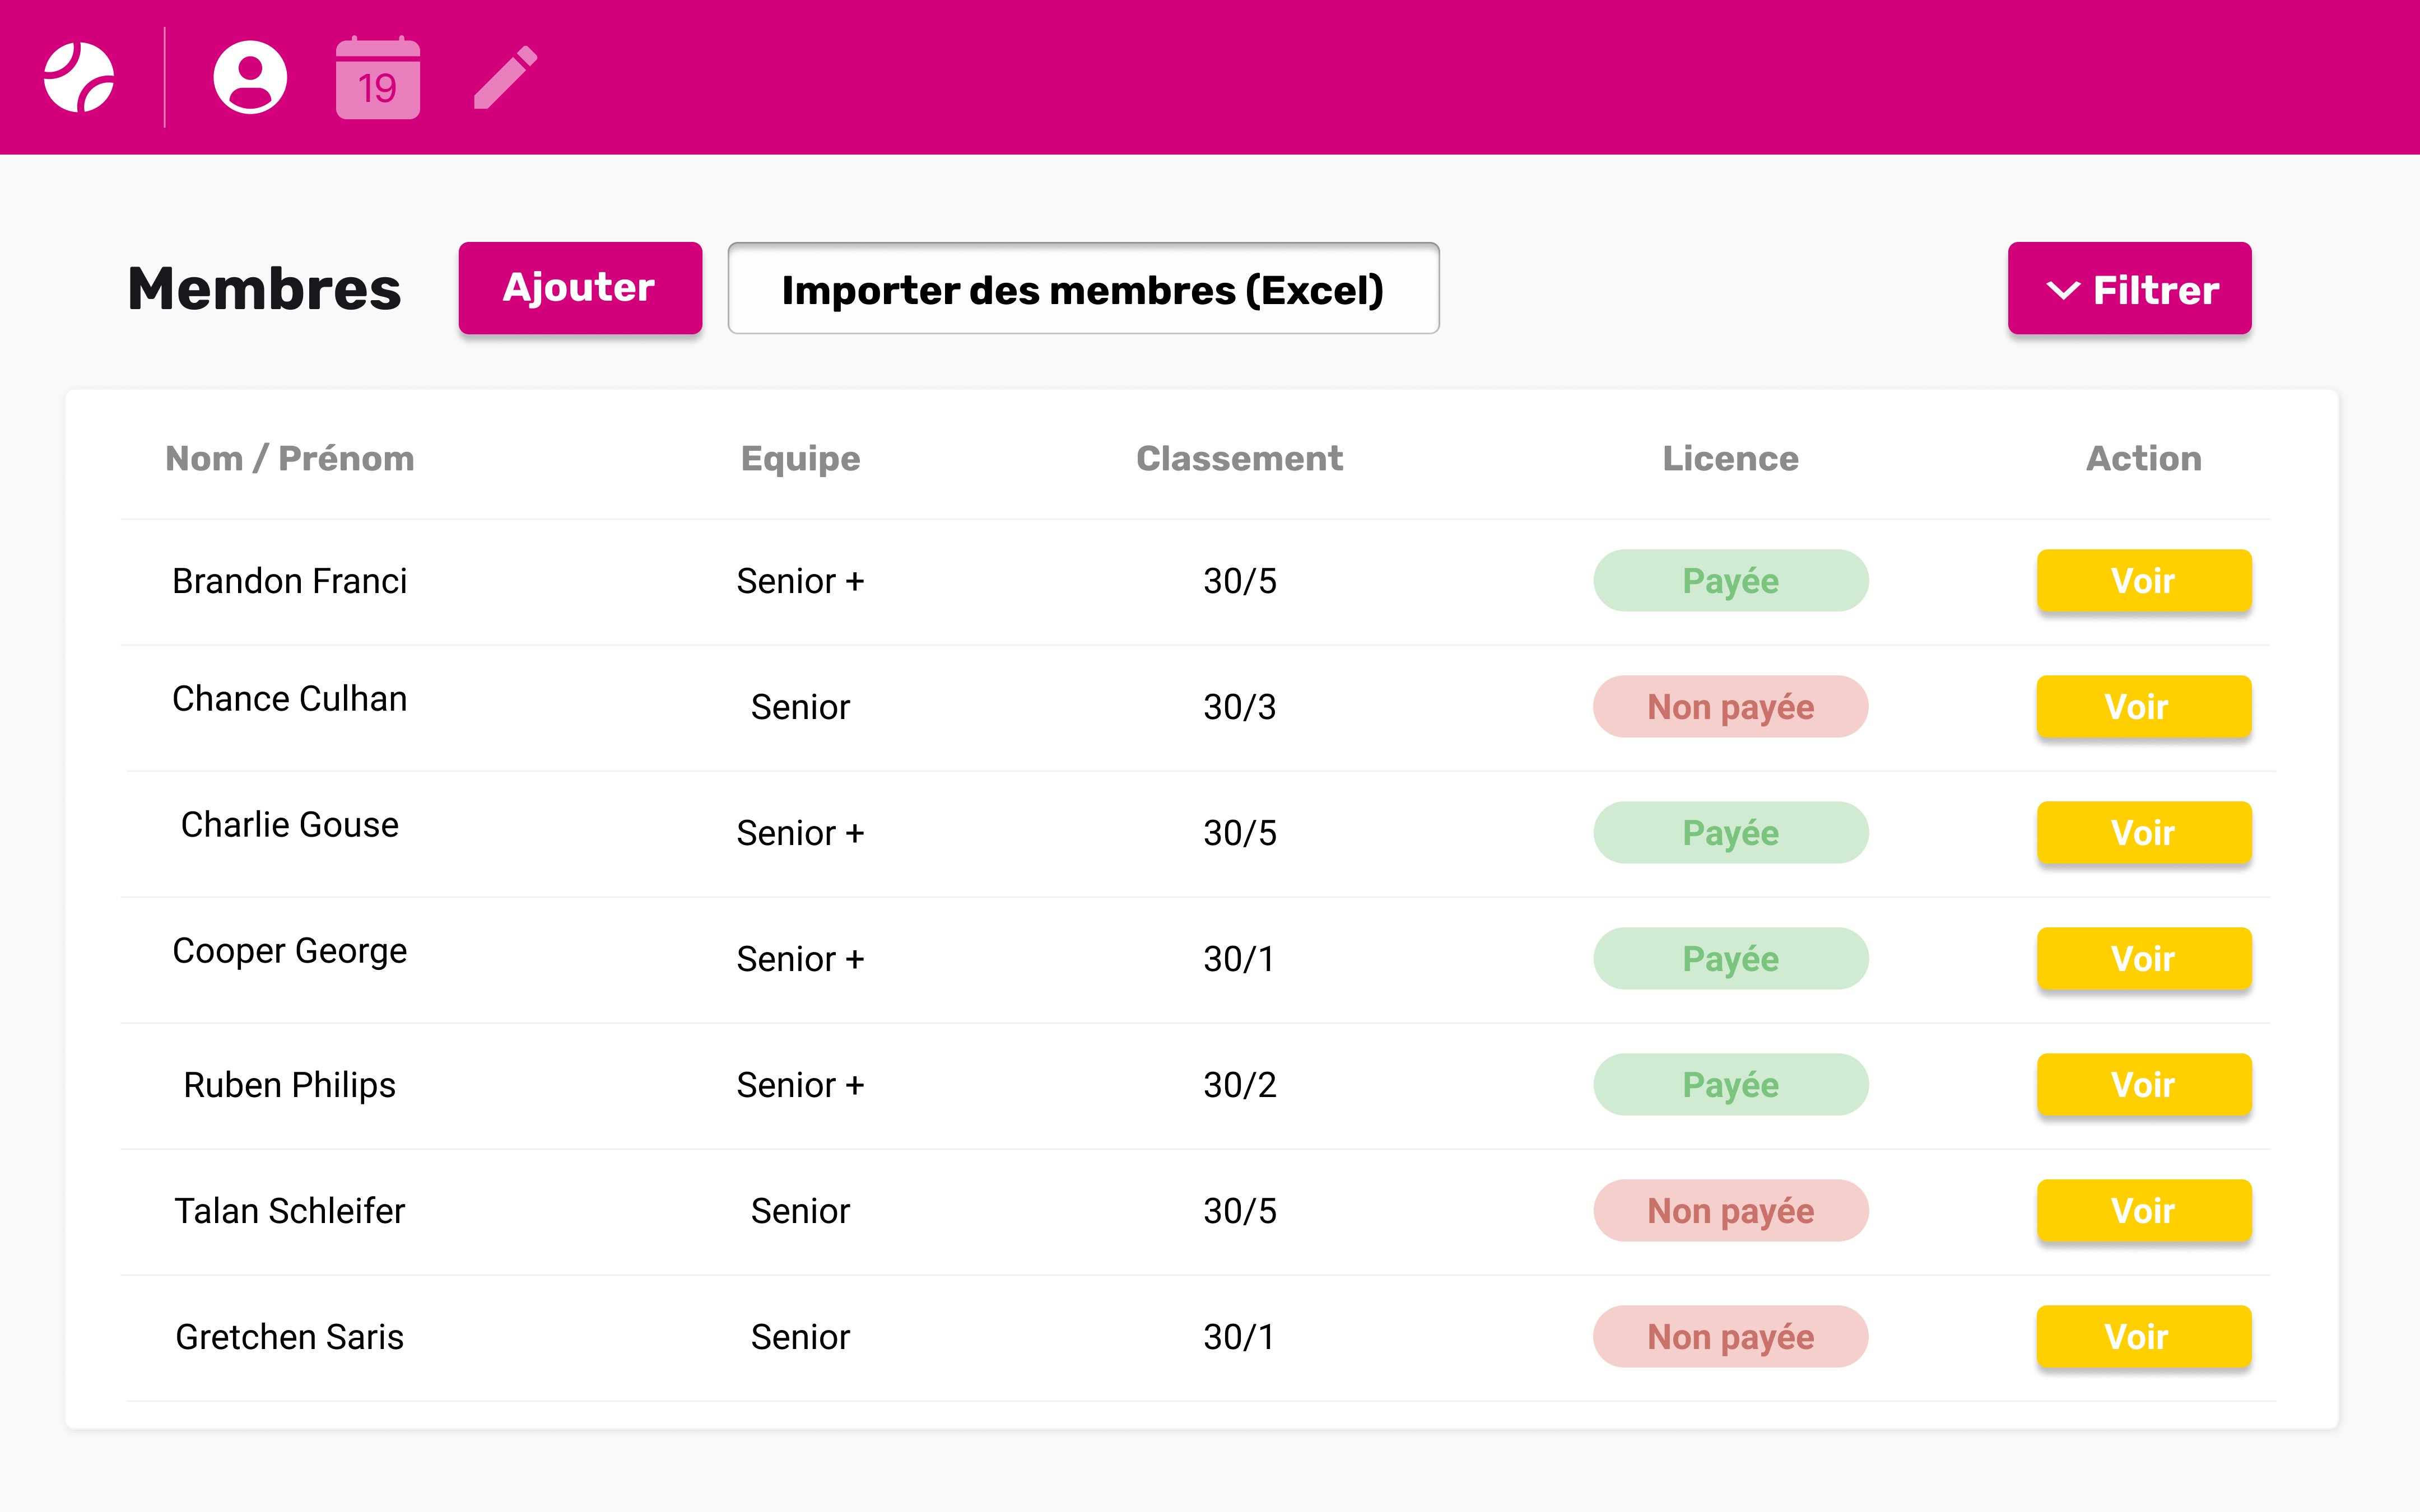 19
Membres Ajouter Importer des membres (Excel) Filtrer
Nom / Prénom Equipe Classement Licence Action
Brandon Franci Senior + 30/5 Payée Voir
Chance Culhan Senior 30/3 Non payée Voir
Charlie Gouse Senior + 30/5 Payée Voir
Cooper George Senior + 30/1 Payée Voir
Ruben Philips Senior + 30/2 Payée Voir
Talan Schleifer Senior 30/5 Non payée Voir
Gretchen Saris Senior 30/1 Non payée Voir